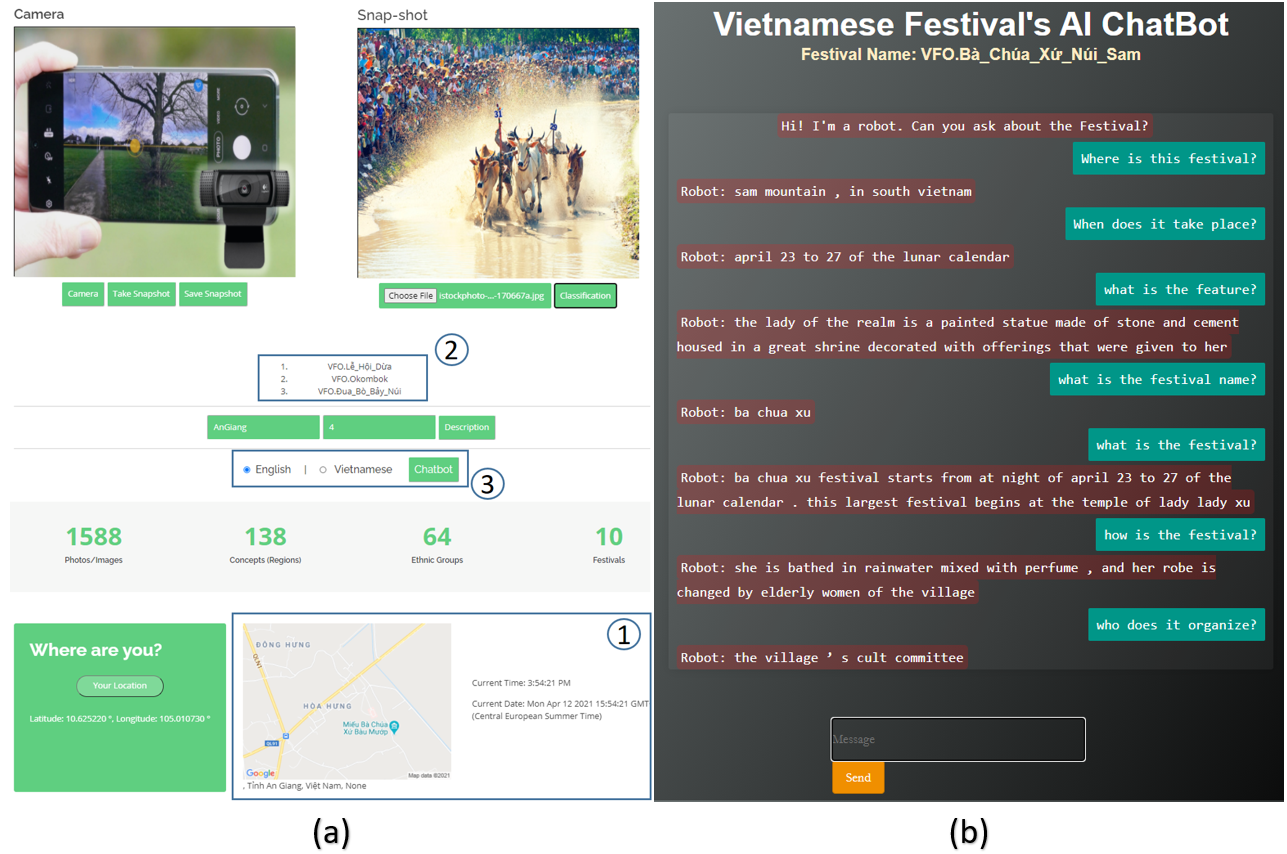 Camera
Snap-shot
PHOTO
VIDEO
MORE
31
20
Camera
Take Snapshot
Save Snapshot
Choose File istockphoto-...-170667a.jpg
Classification
2
1. VFO.Lễ_Hội_Dừa
2. VFO.Okombok
3. VFO.Đua_Bò_Bảy_Núi
AnGiang
4
Description
English | Vietnamese
Chatbot
3
1588
Photos/Images
138
Concepts (Regions)
64
Ethnic Groups
10
Festivals
Where are you?
Your Location
Latitude: 10.625220 °, Longitude: 105.010730 °
1
ĐÔNG HƯNG
QLN1
HÒA HƯNG
Miếu Bà Chúa
Xứ Bàu Mướp
QL91
Google
Map data ©2021
, Tỉnh An Giang, Việt Nam, None
Current Time: 3:54:21 PM
Current Date: Mon Apr 12 2021 15:54:21 GMT
(Central European Summer Time)
(a)
Vietnamese Festival's AI ChatBot
Festival Name: VFO.Bà_Chúa_Xứ_Núi_Sam
Hi! I'm a robot. Can you ask about the Festival?
Where is this festival?
Robot: sam mountain , in south vietnam
When does it take place?
Robot: april 23 to 27 of the lunar calendar
what is the feature?
Robot: the lady of the realm is a painted statue made of stone and cement
housed in a great shrine decorated with offerings that were given to her
what is the festival name?
Robot: ba chua xu
what is the festival?
Robot: ba chua xu festival starts from at night of april 23 to 27 of the
lunar calendar . this largest festival begins at the temple of lady lady xu
how is the festival?
Robot: she is bathed in rainwater mixed with perfume , and her robe is
changed by elderly women of the village
who does it organize?
Robot: the village ’ s cult committee
Message
Send
(b)